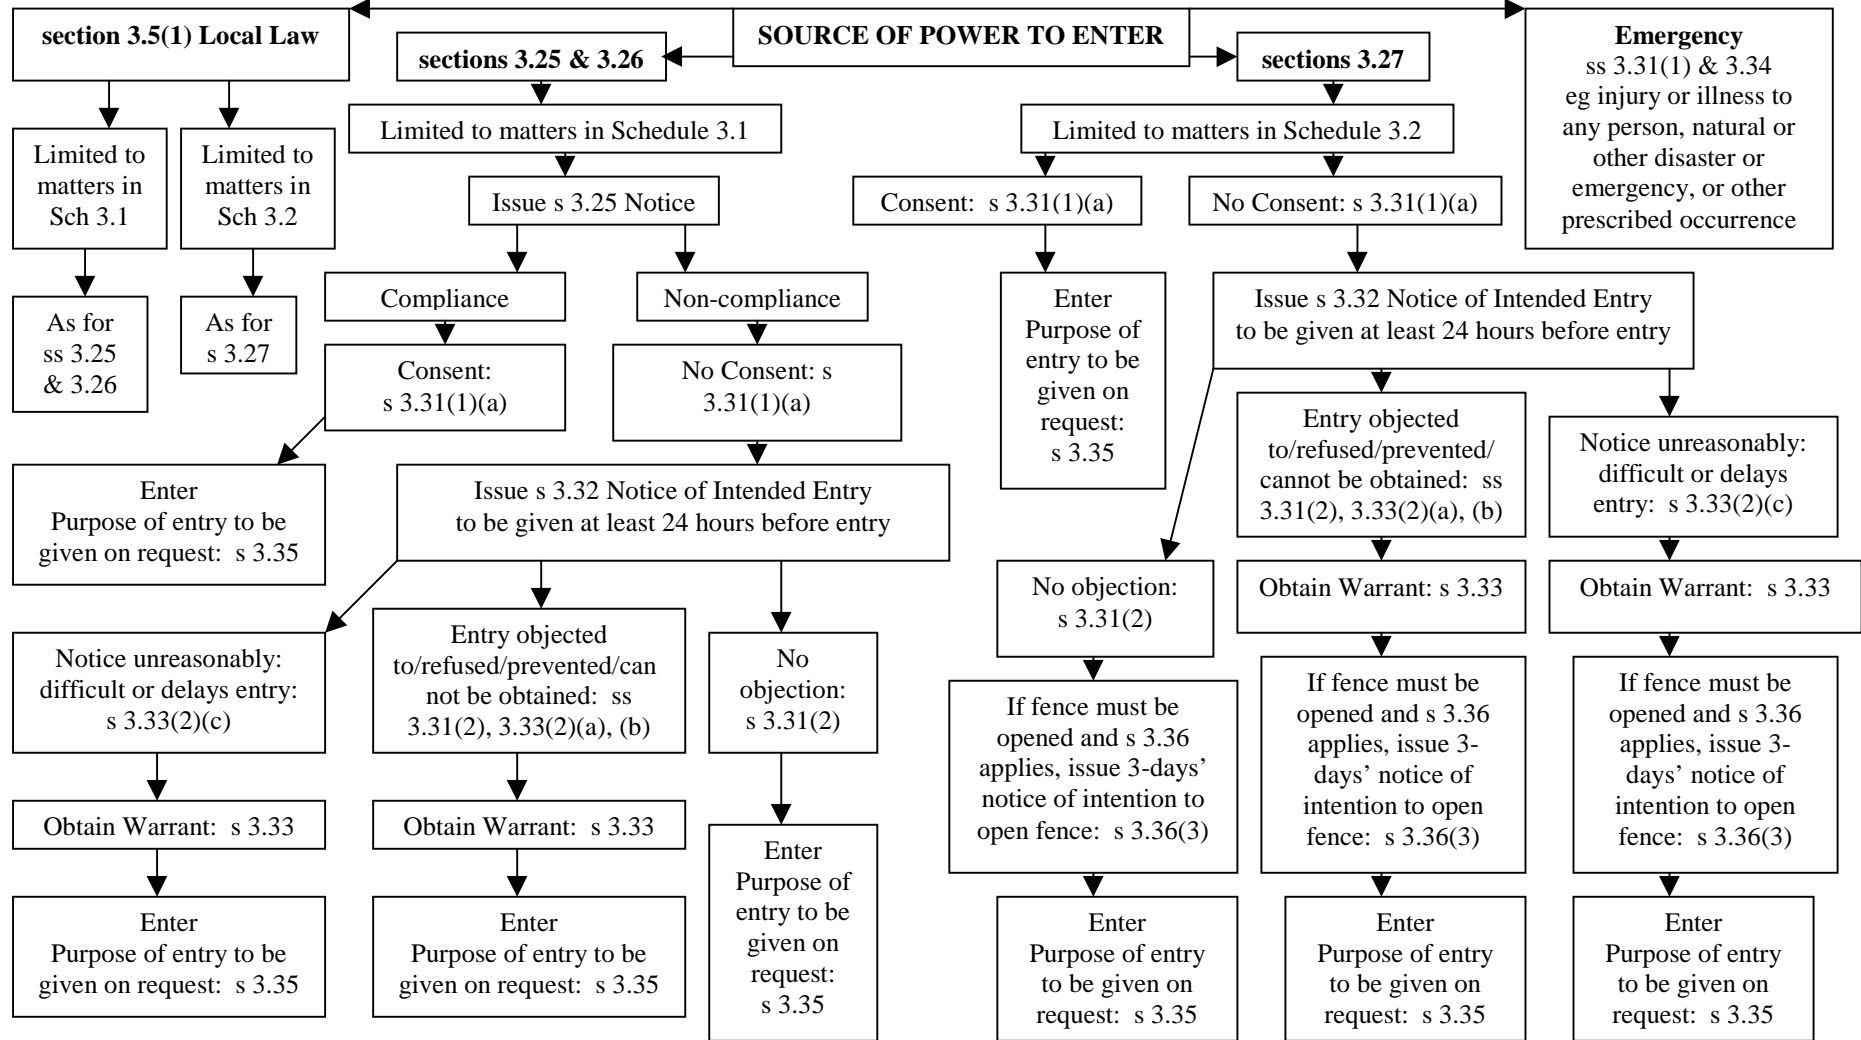 SOURCE OF POWER TO ENTER
section 3.5(1) Local Law
Limited to
matters in
Sch 3.1
As for
ss 3.25
& 3.26
Limited to
matters in
Sch 3.2
As for
s 3.27
sections 3.25 & 3.26
Limited to matters in Schedule 3.1
Issue s 3.25 Notice
Compliance
Consent:
s 3.31(1)(a)
Enter
Purpose of entry to be
given on request:  s 3.35
Non-compliance
No Consent: s
3.31(1)(a)
Issue s 3.32 Notice of Intended Entry
to be given at least 24 hours before entry
Notice unreasonably:
difficult or delays entry:
s 3.33(2)(c)
Obtain Warrant:  s 3.33
Enter
Purpose of entry to be
given on request:  s 3.35
Entry objected
to/refused/prevented/can
not be obtained:  ss
3.31(2), 3.33(2)(a), (b)
Obtain Warrant:  s 3.33
Enter
Purpose of entry to be
given on request:  s 3.35
No
objection:
s 3.31(2)
Enter
Purpose of
entry to be
given on
request:
s 3.35
sections 3.27
Limited to matters in Schedule 3.2
Consent:  s 3.31(1)(a)
Enter
Purpose of
entry to be
given on
request:
s 3.35
No Consent: s 3.31(1)(a)
Issue s 3.32 Notice of Intended Entry
to be given at least 24 hours before entry
No objection:
s 3.31(2)
If fence must be
opened and s 3.36
applies, issue 3-days’
notice of intention to
open fence:  s 3.36(3)
Enter
Purpose of entry
to be given on
request:  s 3.35
Entry objected
to/refused/prevented/
cannot be obtained:  ss
3.31(2), 3.33(2)(a), (b)
Obtain Warrant: s 3.33
If fence must be
opened and s 3.36
applies, issue 3-
days’ notice of
intention to open
fence:  s 3.36(3)
Enter
Purpose of entry
to be given on
request:  s 3.35
Notice unreasonably:
difficult or delays
entry:  s 3.33(2)(c)
Obtain Warrant:  s 3.33
If fence must be
opened and s 3.36
applies, issue 3-
days’ notice of
intention to open
fence:  s 3.36(3)
Enter
Purpose of entry
to be given on
request:  s 3.35
Emergency
ss 3.31(1) & 3.34
eg injury or illness to
any person, natural or
other disaster or
emergency, or other
prescribed occurrence